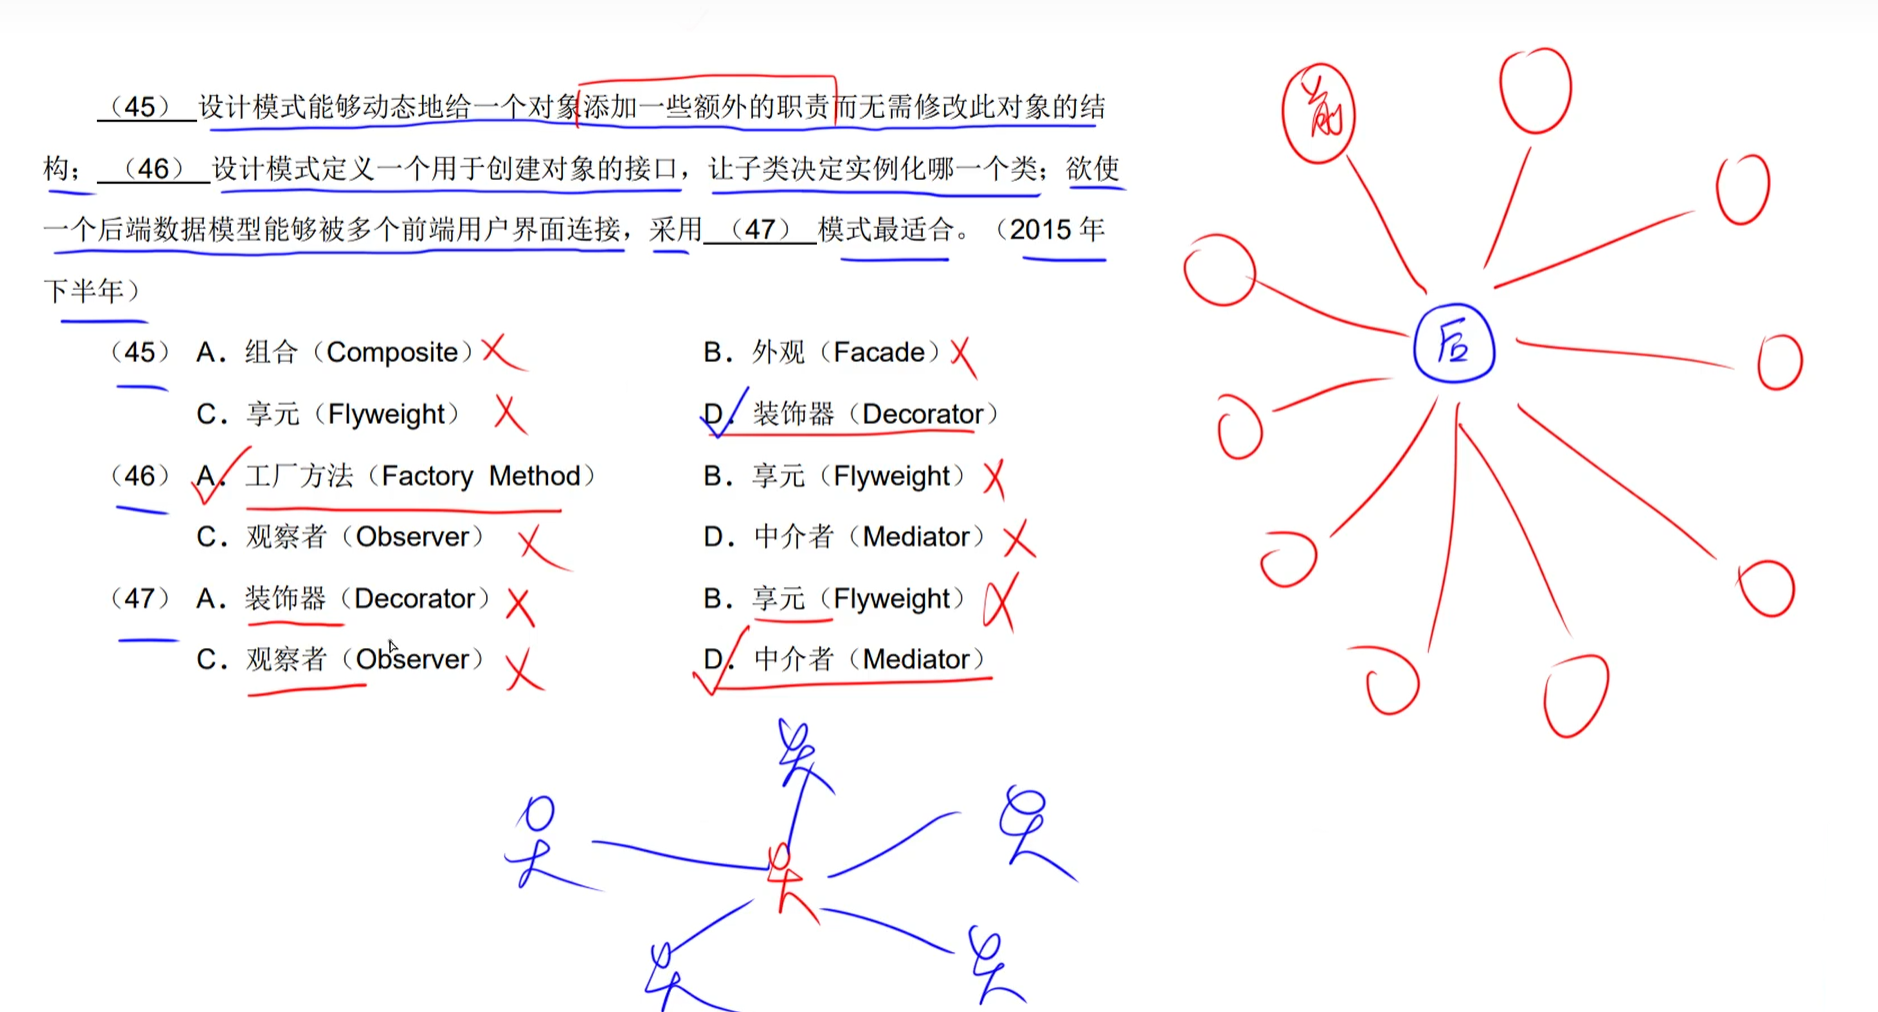 （45） 设计模式能够动态地给一个对象添加一些额外的职责而无需修改此对象的结
构； （46） 设计模式定义一个用于创建对象的接口，让子类决定实例化哪一个类；欲使
一个后端数据模型能够被多个前端用户界面连接，采用 （47） 模式最适合。（2015 年
下半年）
（45） A．组合（Composite） B．外观（Facade）
C．享元（Flyweight） D．装饰器（Decorator）
（46） A．工厂方法（Factory Method） B．享元（Flyweight）
C．观察者（Observer） D．中介者（Mediator）
（47） A．装饰器（Decorator） B．享元（Flyweight）
C．观察者（Observer） D．中介者（Mediator）
前
后